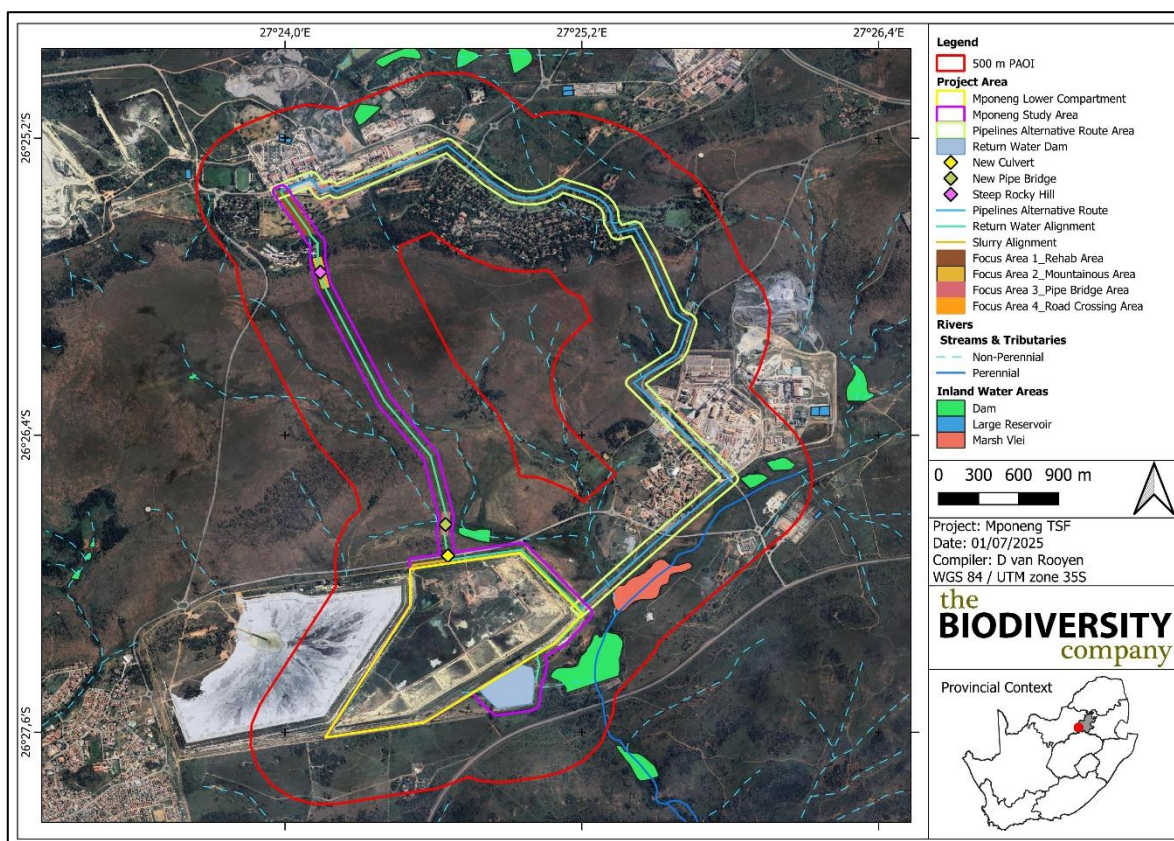 27°24,0'E
27°25,2'E
27°26,4'E
26°25,2'S
26°26,4'S
26°27,6'S
Legend
500 m PAOI
Project Area
Mponeng Lower Compartment
Mponeng Study Area
Pipelines Alternative Route Area
Return Water Dam
New Culvert
New Pipe Bridge
Steep Rocky Hill
Pipelines Alternative Route
Return Water Alignment
Slurry Alignment
Focus Area 1_Rehab Area
Focus Area 2_Mountainous Area
Focus Area 3_Pipe Bridge Area
Focus Area 4_Road Crossing Area
Rivers
Streams & Tributaries
Non-Perennial
Perennial
Inland Water Areas
Dam
Large Reservoir
Marsh Vlei
0 300 600 900 m
Project: Mponeng TSF
Date: 01/07/2025
Compiler: D van Rooyen
WGS 84 / UTM zone 35S
the
BIODIVERSITY
company
Provincial Context